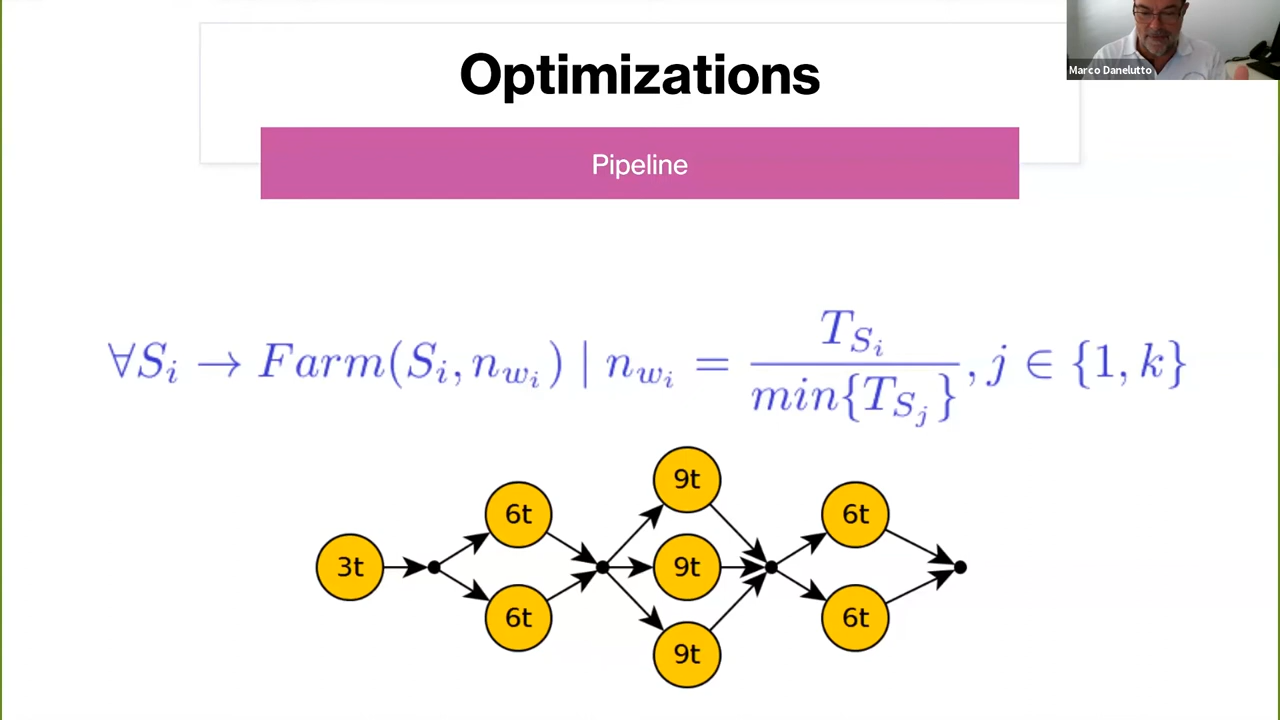 Optimizations
Marco Danelutto
Pipeline
∀S_i → Farm(S_i, n_{w_i}) | n_{w_i} = T_{S_i} / min{T_{S_j}}, j ∈ {1, k}
9t
6t
6t
3t
9t
6t
6t
9t